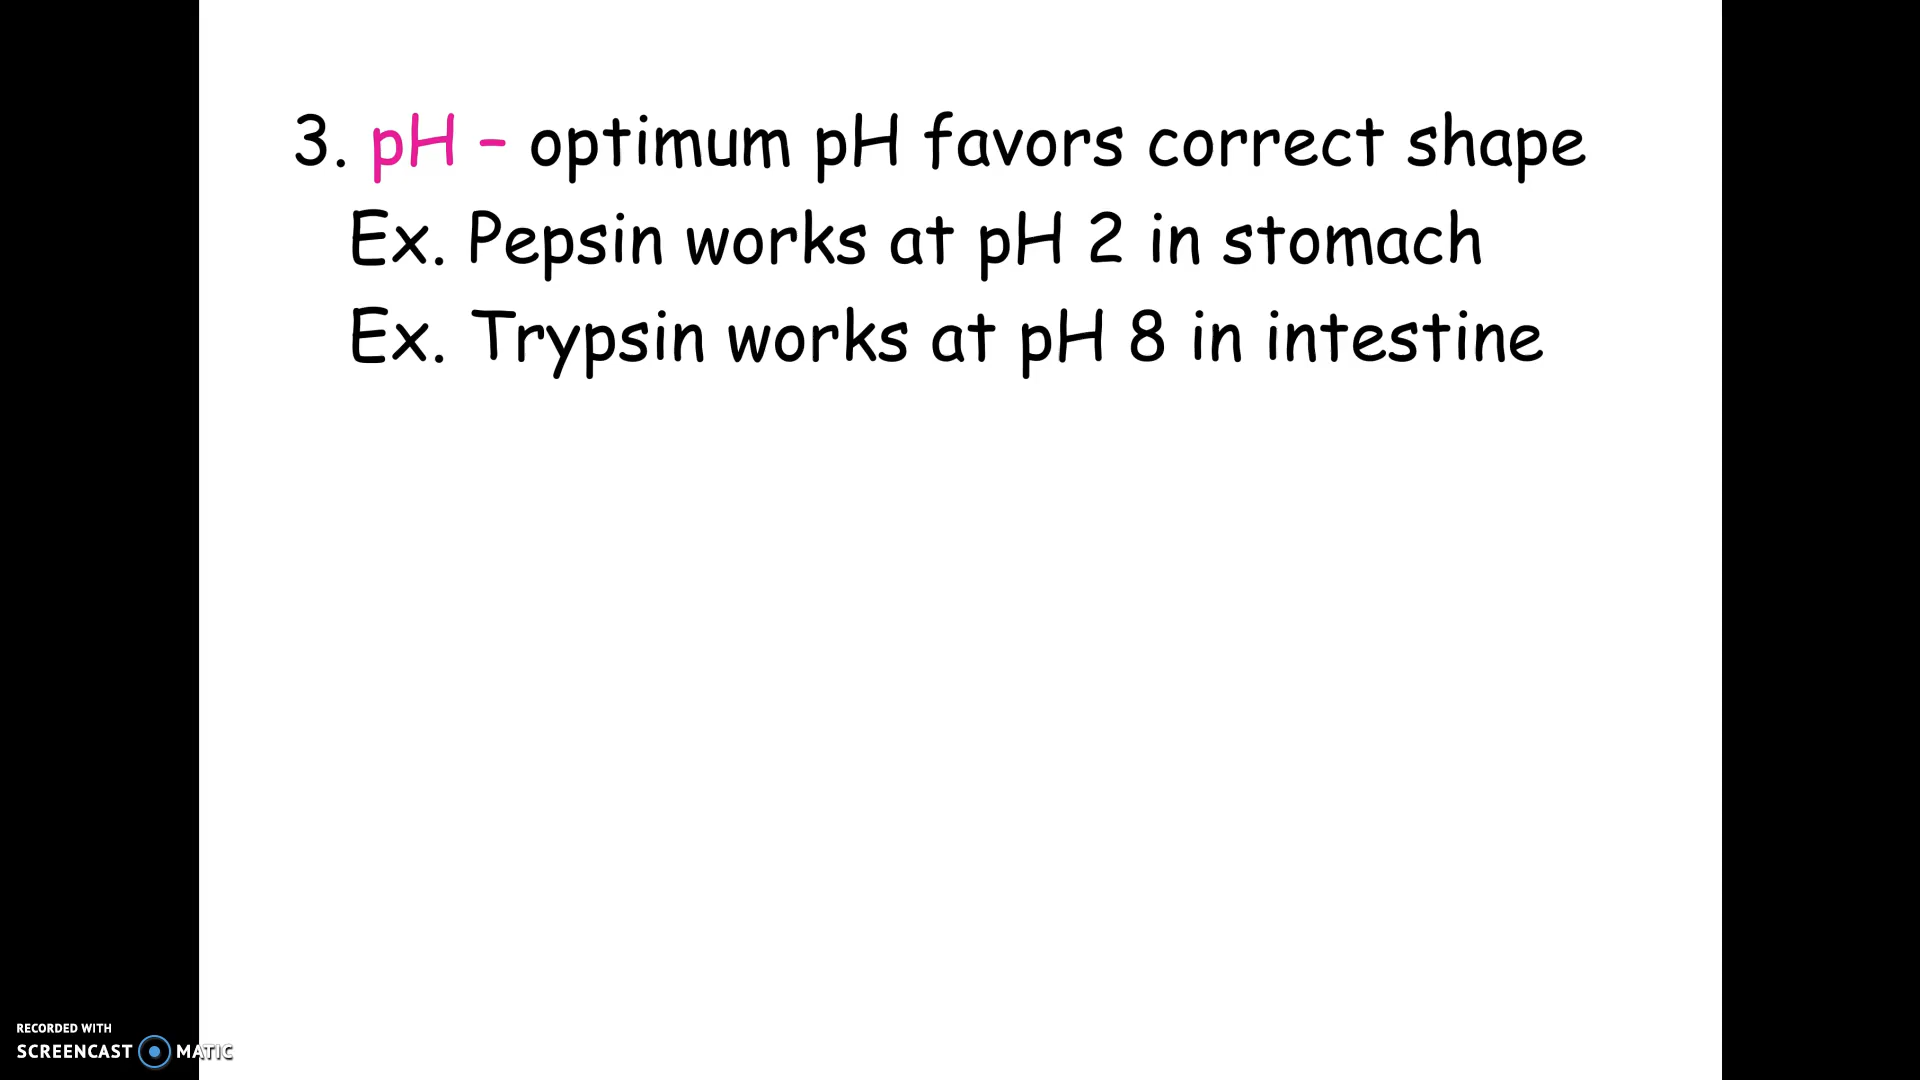 3. pH – optimum pH favors correct shape
Ex. Pepsin works at pH 2 in stomach
Ex. Trypsin works at pH 8 in intestine
RECORDED WITH
SCREENCAST MATIC